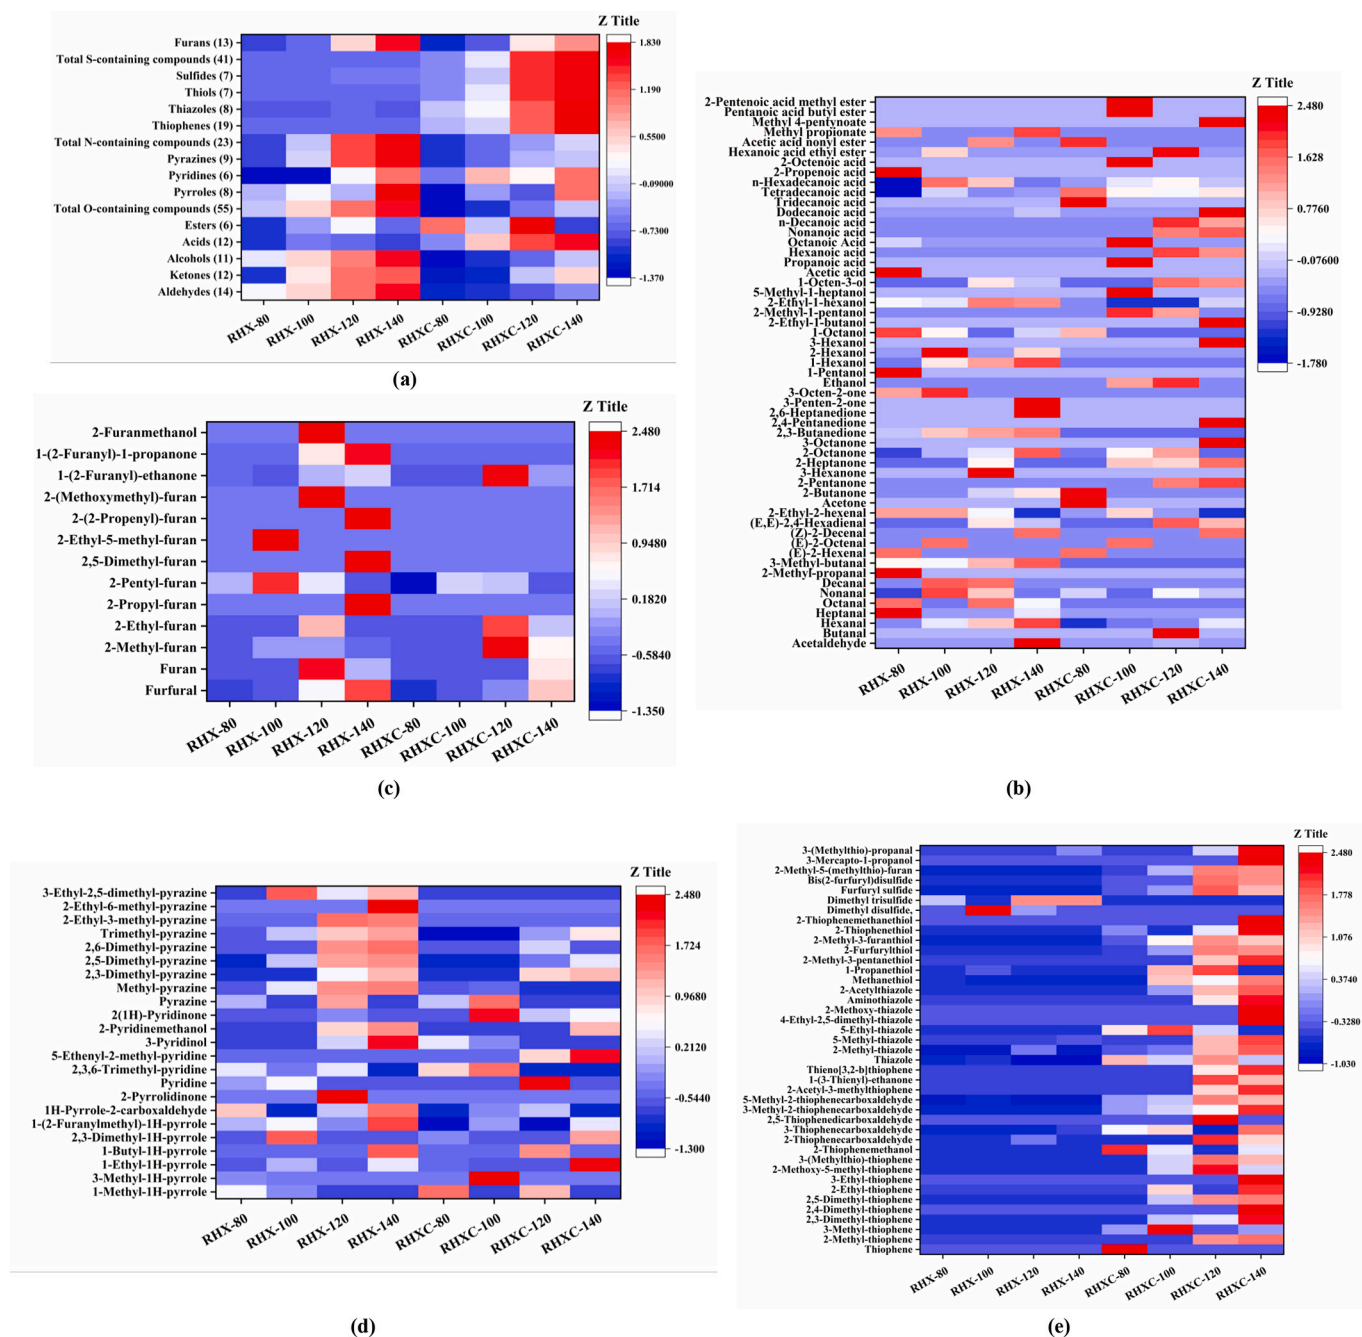 Z Title
Furans (13)
Total S-containing compounds (41)
Sulfides (7)
Thiols (7)
Thiazoles (8)
Thiophenes (19)
Total N-containing compounds (23)
Pyrazines (9)
Pyridines (6)
Pyrroles (8)
Total O-containing compounds (55)
Esters (6)
Acids (12)
Alcohols (11)
Ketones (12)
Aldehydes (14)
1.830
1.190
0.5500
-0.09000
-0.7300
-1.370
RHX-80
RHX-100
RHX-120
RHX-140
RHXC-80
RHXC-100
RHXC-120
RHXC-140
(a)
Z Title
2-Pentenoic acid methyl ester
Pentanoic acid butyl ester
Methyl 4-pentynoate
Methyl propionate
Acetic acid nonyl ester
Hexanoic acid ethyl ester
2-Octenoic acid
2-Propenoic acid
n-Hexadecanoic acid
Tetradecanoic acid
Tridecanoic acid
Dodecanoic acid
n-Decanoic acid
Nonanoic acid
Octanoic Acid
Hexanoic acid
Propanoic acid
Acetic acid
1-Octen-3-ol
5-Methyl-1-heptanol
2-Ethyl-1-hexanol
2-Methyl-1-pentanol
2-Ethyl-1-butanol
1-Octanol
3-Hexanol
2-Hexanol
1-Hexanol
1-Pentanol
Ethanol
3-Octen-2-one
3-Penten-2-one
2,6-Heptanedione
2,4-Pentanedione
2,3-Butanedione
3-Octanone
2-Octanone
2-Heptanone
3-Hexanone
2-Pentanone
2-Butanone
Acetone
2-Ethyl-2-hexenal
(E,E)-2,4-Hexadienal
(Z)-2-Decenal
(E)-2-Octenal
(E)-2-Hexenal
3-Methyl-butanal
2-Methyl-propanal
Decanal
Nonanal
Octanal
Heptanal
Hexanal
Butanal
Acetaldehyde
2.480
1.628
0.7760
-0.07600
-0.9280
-1.780
RHX-80
RHX-100
RHX-120
RHX-140
RHXC-80
RHXC-100
RHXC-120
RHXC-140
(b)
Z Title
2-Furanmethanol
1-(2-Furanyl)-1-propanone
1-(2-Furanyl)-ethanone
2-(Methoxymethyl)-furan
2-(2-Propenyl)-furan
2-Ethyl-5-methyl-furan
2,5-Dimethyl-furan
2-Pentyl-furan
2-Propyl-furan
2-Ethyl-furan
2-Methyl-furan
Furan
Furfural
2.480
1.714
0.9480
0.1820
-0.5840
-1.350
RHX-80
RHX-100
RHX-120
RHX-140
RHXC-80
RHXC-100
RHXC-120
RHXC-140
(c)
Z Title
3-Ethyl-2,5-dimethyl-pyrazine
2-Ethyl-6-methyl-pyrazine
2-Ethyl-3-methyl-pyrazine
Trimethyl-pyrazine
2,6-Dimethyl-pyrazine
2,5-Dimethyl-pyrazine
2,3-Dimethyl-pyrazine
Methyl-pyrazine
Pyrazine
2(1H)-Pyridinone
2-Pyridinemethanol
3-Pyridinol
5-Ethenyl-2-methyl-pyridine
2,3,6-Trimethyl-pyridine
Pyridine
2-Pyrrolidinone
1H-Pyrrole-2-carboxaldehyde
1-(2-Furanylmethyl)-1H-pyrrole
2,3-Dimethyl-1H-pyrrole
1-Butyl-1H-pyrrole
1-Ethyl-1H-pyrrole
3-Methyl-1H-pyrrole
1-Methyl-1H-pyrrole
2.480
1.724
0.9680
0.2120
-0.5440
-1.300
RHX-80
RHX-100
RHX-120
RHX-140
RHXC-80
RHXC-100
RHXC-120
RHXC-140
(d)
Z Title
3-(Methylthio)-propanal
3-Mercapto-1-propanol
2-Methyl-5-(methylthio)-furan
Bis(2-furfuryl)disulfide
Furfuryl sulfide
Dimethyl trisulfide
Dimethyl disulfide,
2-Thiophenemethanethiol
2-Thiophenethiol
2-Methyl-3-furanthiol
2-Furfurylthiol
2-Methyl-3-pentanethiol
1-Propanethiol
Methanethiol
2-Acetylthiazole
Aminothiazole
2-Methoxy-thiazole
4-Ethyl-2,5-dimethyl-thiazole
5-Ethyl-thiazole
5-Methyl-thiazole
2-Methyl-thiazole
Thiazole
Thieno[3,2-b]thiophene
1-(3-Thienyl)-ethanone
2-Acetyl-3-methylthiophene
5-Methyl-2-thiophenecarboxaldehyde
3-Methyl-2-thiophenecarboxaldehyde
2,5-Thiophenedicarboxaldehyde
3-Thiophenecarboxaldehyde
2-Thiophenecarboxaldehyde
2-Thiophenemethanol
3-(Methylthio)-thiophene
2-Methoxy-5-methyl-thiophene
3-Ethyl-thiophene
2-Ethyl-thiophene
2,5-Dimethyl-thiophene
2,4-Dimethyl-thiophene
2,3-Dimethyl-thiophene
3-Methyl-thiophene
2-Methyl-thiophene
Thiophene
2.480
1.778
1.076
0.3740
-0.3280
-1.030
RHX-80
RHX-100
RHX-120
RHX-140
RHXC-80
RHXC-100
RHXC-120
RHXC-140
(e)